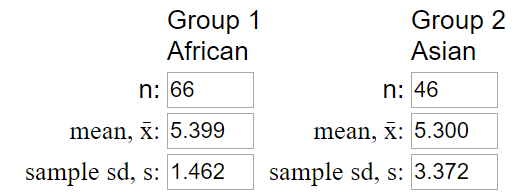 Group 1 Group 2
African Asian
n: 66 n: 46
mean, x̄: 5.399 mean, x̄: 5.300
sample sd, s: 1.462 sample sd, s: 3.372